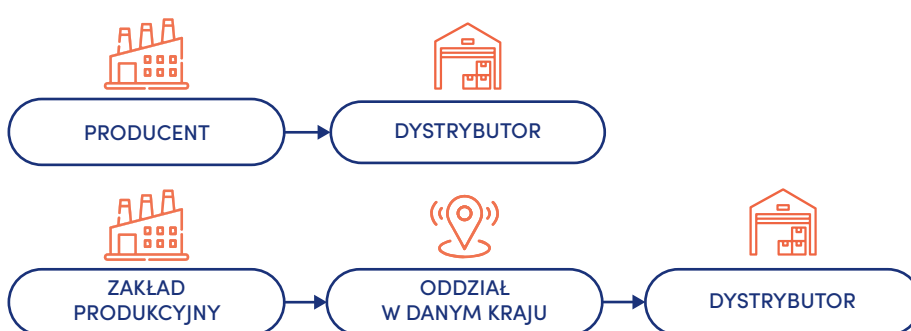 PRODUCENT
DYSTRYBUTOR
ZAKŁAD
PRODUKCYJNY
ODDZIAŁ
W DANYM KRAJU
DYSTRYBUTOR